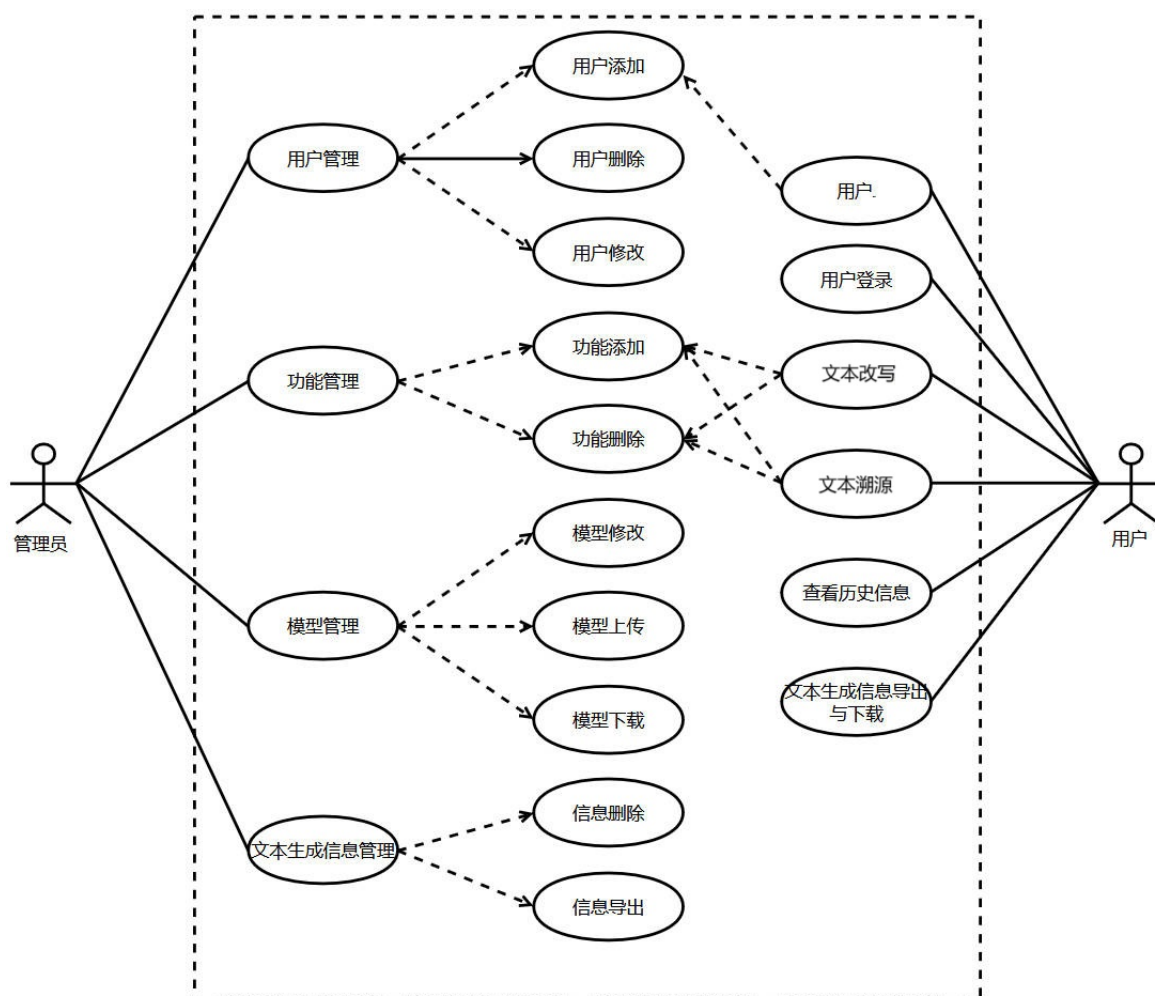 用户添加
用户管理
用户删除
用户.
用户修改
用户登录
功能添加
功能管理
文本改写
功能删除
文本溯源
管理员
模型修改
用户
查看历史信息
模型管理
模型上传
文本生成信息导出
与下载
模型下载
信息删除
文本生成信息管理
信息导出